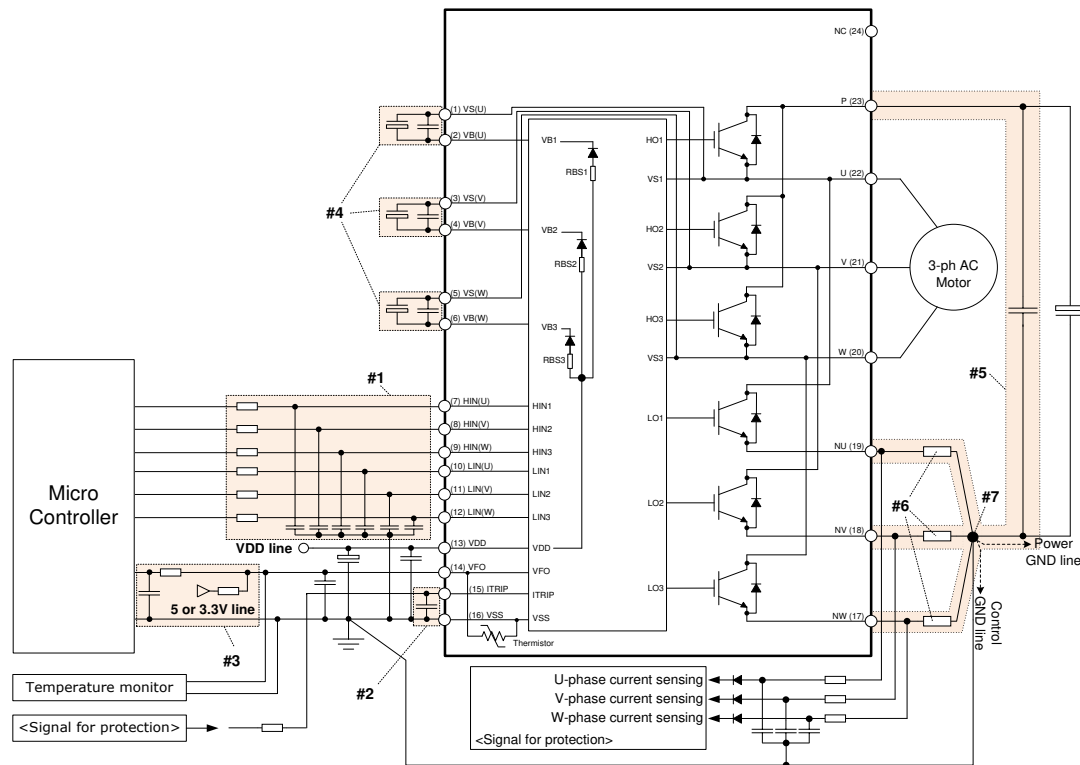 NC (24)
P (23)
(1) VS(U)
(2) VB(U)
VB1
RBS1
HO1
VS1
U (22)
(3) VS(V)
(4) VB(V)
#4
VB2
RBS2
HO2
VS2
V (21)
3-ph AC
Motor
(5) VS(W)
(6) VB(W)
VB3
RBS3
HO3
VS3
W (20)
#5
Micro
Controller
#1
(7) HIN(U)
HIN1
(8) HIN(V)
HIN2
(9) HIN(W)
HIN3
(10) LIN(U)
LIN1
(11) LIN(V)
LIN2
(12) LIN(W)
LIN3
LO1
NU (19)
LO2
NV (18)
#6
#7
Power
GND line
VDD line
(13) VDD
VDD
(14) VFO
VFO
5 or 3.3V line
(15) ITRIP
ITRIP
(16) VSS
VSS
Thermistor
LO3
NW (17)
Control
GND line
#3
#2
Temperature monitor
<Signal for protection>
U-phase current sensing
V-phase current sensing
W-phase current sensing
<Signal for protection>